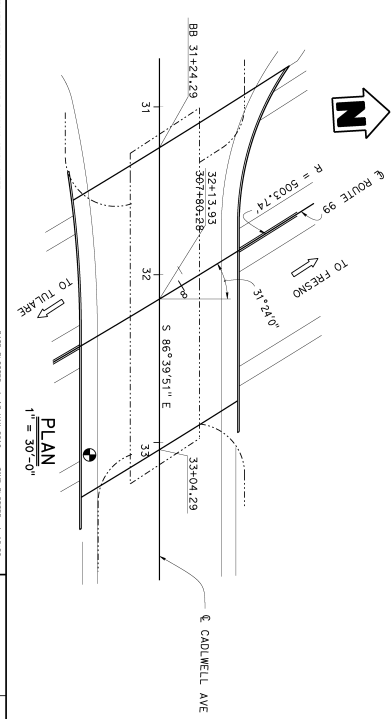 N
BB 31+24.29
31
32+13.93
307+80.28
R = 5003.74'
℄ ROUTE 99
TO FRESNO
31°24'0"
32
TO TULARE
S 86°39'51" E
33
33+04.29
PLAN
1" = 30'-0"
℄ CADLWELL AVE